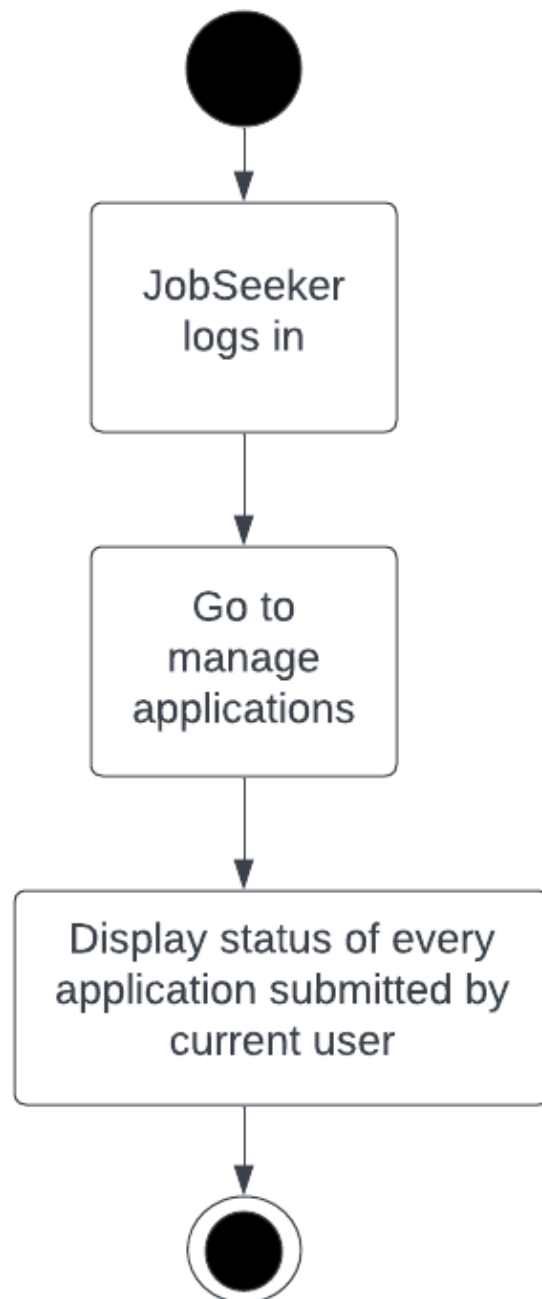 JobSeeker
logs in
Go to
manage
applications
Display status of every
application submitted by
current user